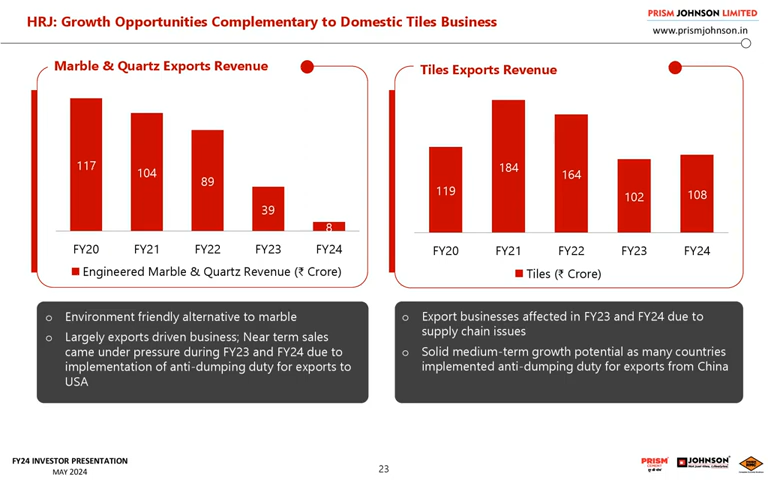 HRJ: Growth Opportunities Complementary to Domestic Tiles Business
PRISM JOHNSON LIMITED
www.prismjohnson.in
Marble & Quartz Exports Revenue
117
104
89
39
8
FY20 FY21 FY22 FY23 FY24
Engineered Marble & Quartz Revenue (₹ Crore)
Tiles Exports Revenue
119
184
164
102
108
FY20 FY21 FY22 FY23 FY24
Tiles (₹ Crore)
o Environment friendly alternative to marble
o Largely exports driven business; Near term sales
came under pressure during FY23 and FY24 due to
implementation of anti-dumping duty for exports to
USA
o Export businesses affected in FY23 and FY24 due to
supply chain issues
o Solid medium-term growth potential as many countries
implemented anti-dumping duty for exports from China
FY24 INVESTOR PRESENTATION
MAY 2024
23
PRISM
CEMENT
JOHNSON